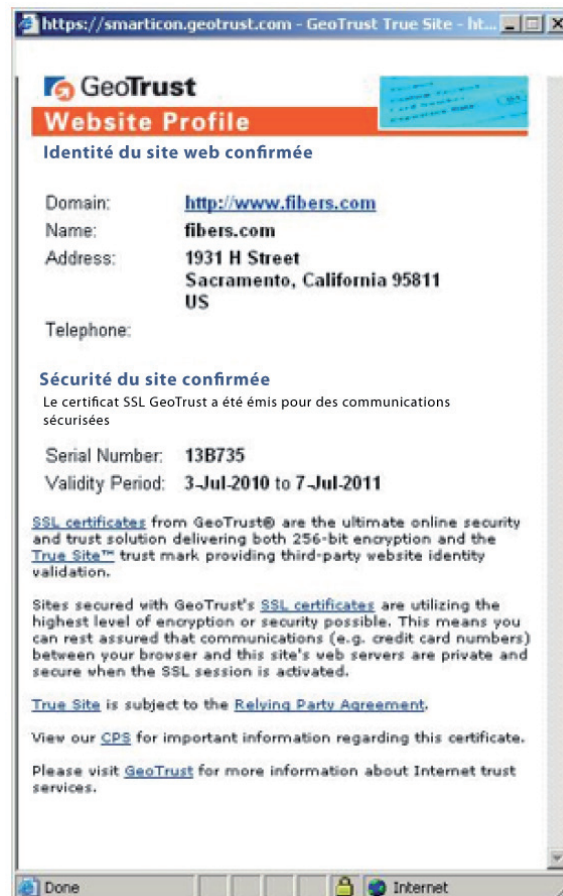 https://smarticon.geotrust.com - GeoTrust True Site - ht...
GeoTrust
Website Profile
Identité du site web confirmée
Domain: http://www.fibers.com
Name: fibers.com
Address: 1931 H Street
Sacramento, California 95811
US
Telephone:
Sécurité du site confirmée
Le certificat SSL GeoTrust a été émis pour des communications
sécurisées
Serial Number: 13B735
Validity Period: 3-Jul-2010 to 7-Jul-2011
SSL certificates from GeoTrust® are the ultimate online security
and trust solution delivering both 256-bit encryption and the
True Site™ trust mark providing third-party website identity
validation.
Sites secured with GeoTrust's SSL certificates are utilizing the
highest level of encryption or security possible. This means you
can rest assured that communications (e.g. credit card numbers)
between your browser and this site's web servers are private and
secure when the SSL session is activated.
True Site is subject to the Relying Party Agreement.
View our CPS for important information regarding this certificate.
Please visit GeoTrust for more information about Internet trust
services.
Done Internet